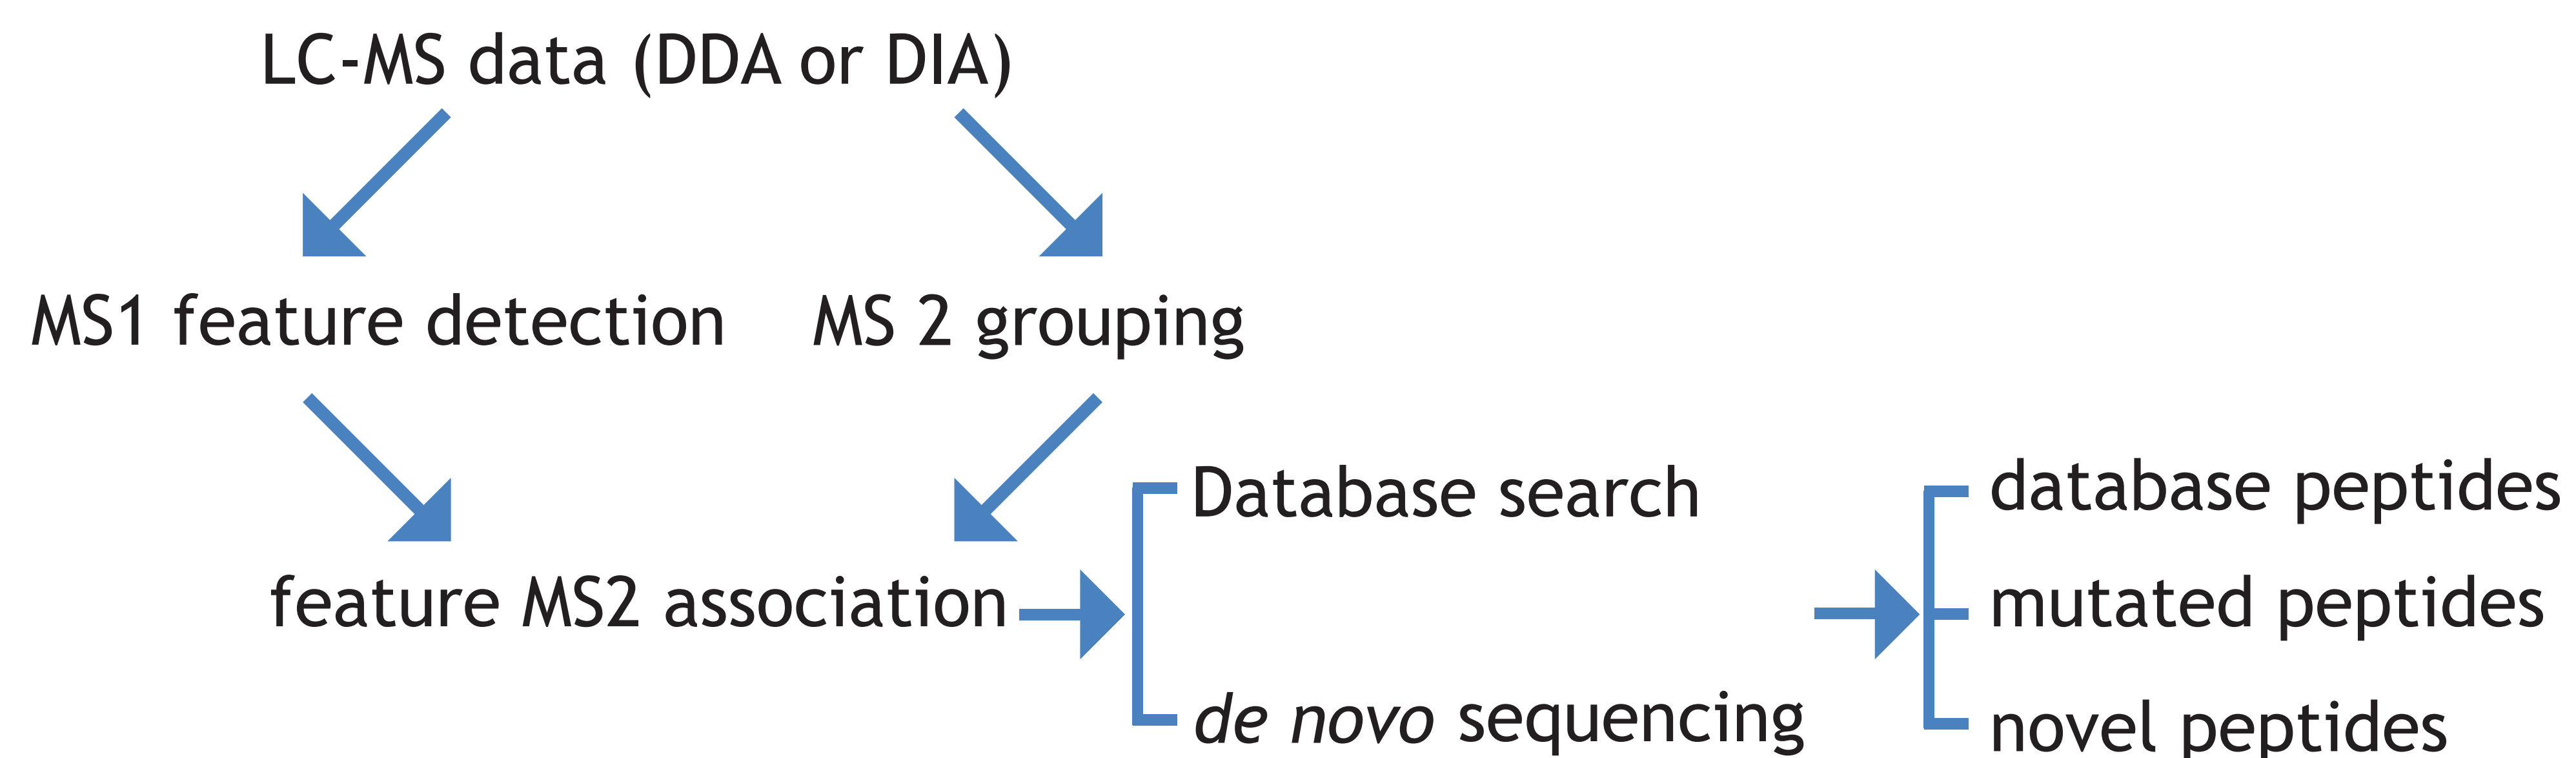 LC-MS data (DDA or DIA)
MS1 feature detection
MS 2 grouping
feature MS2 association
Database search
de novo sequencing
database peptides
mutated peptides
novel peptides